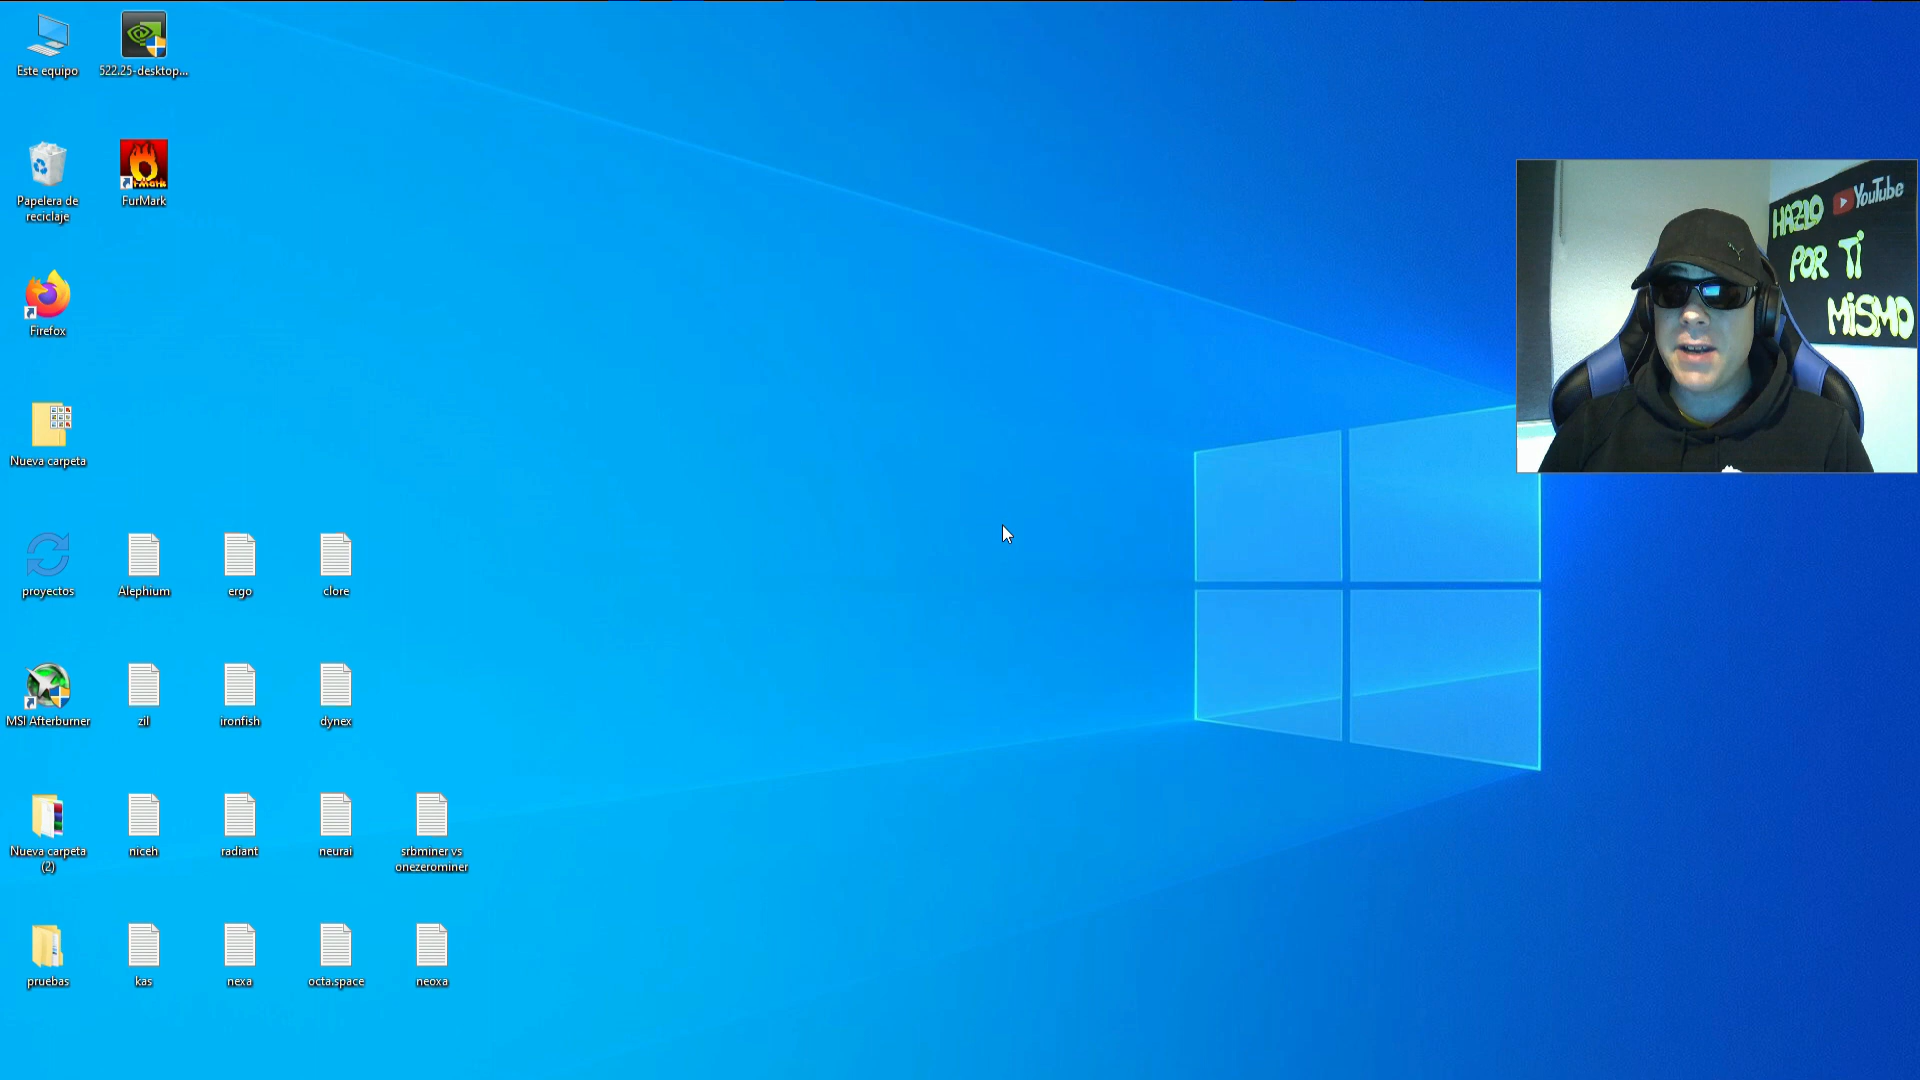 Este equipo
522.25-desktop...
Papelera de
reciclaje
FurMark
Firefox
Nueva carpeta
proyectos
Alephium
ergo
clore
MSI Afterburner
zil
ironfish
dynex
Nueva carpeta
(2)
niceh
radiant
neurai
srbminer vs
onezerominer
pruebas
kas
nexa
octa.space
neoxa
YouTube
HAZLO
POR TI
MiSMO